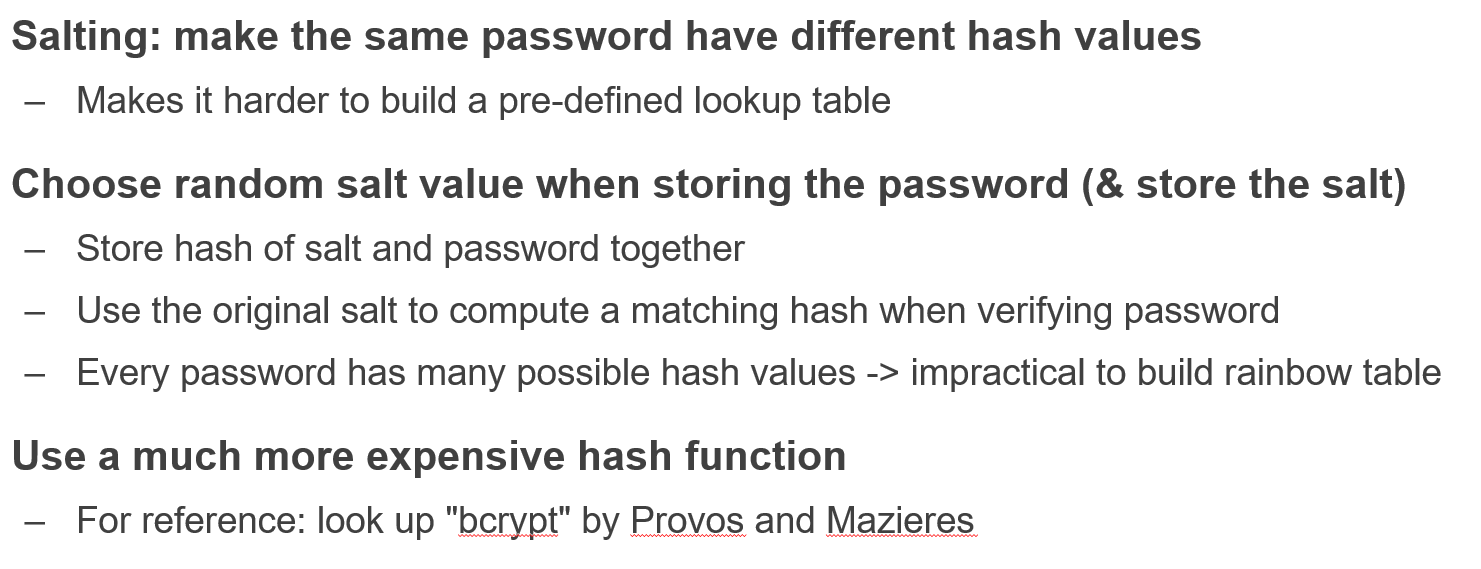 Salting: make the same password have different hash values
– Makes it harder to build a pre-defined lookup table
Choose random salt value when storing the password (& store the salt)
– Store hash of salt and password together
– Use the original salt to compute a matching hash when verifying password
– Every password has many possible hash values -> impractical to build rainbow table
Use a much more expensive hash function
– For reference: look up "bcrypt" by Provos and Mazieres